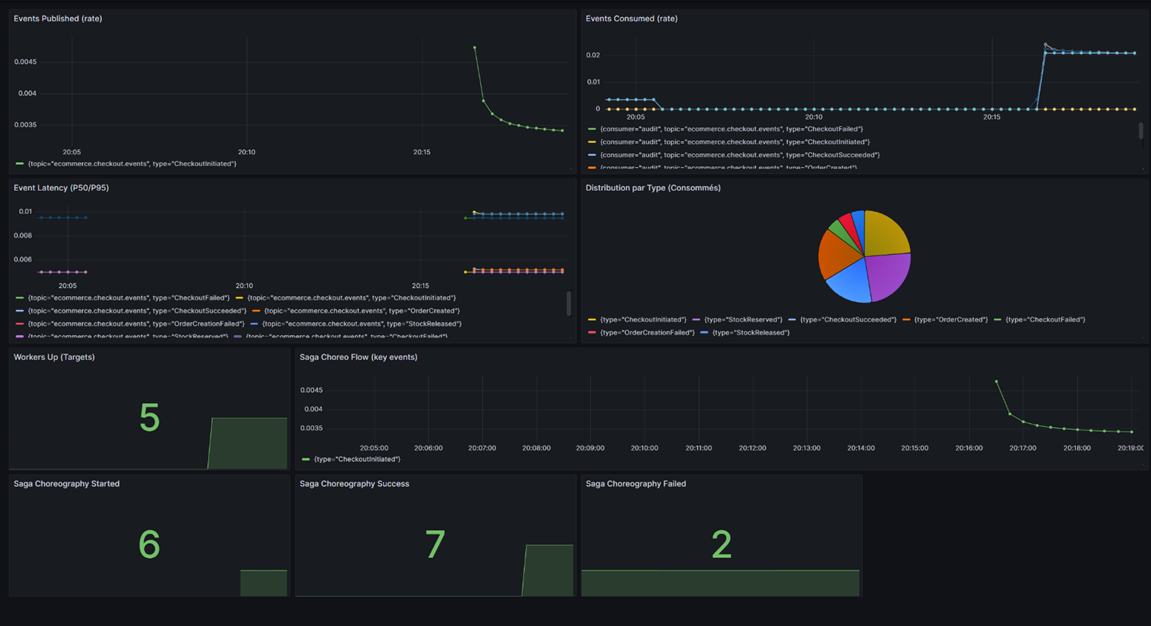 Events Published (rate)
0.0045
0.004
0.0035
20:05 20:10 20:15
{topic="ecommerce.checkout.events", type="CheckoutInitiated"}
Events Consumed (rate)
0.02
0.01
0
20:05 20:10 20:15
{consumer="audit", topic="ecommerce.checkout.events", type="CheckoutFailed"}
{consumer="audit", topic="ecommerce.checkout.events", type="CheckoutInitiated"}
{consumer="audit", topic="ecommerce.checkout.events", type="CheckoutSucceeded"}
{consumer="audit", topic="ecommerce.checkout.events", type="OrderCreated"}
Event Latency (P50/P95)
0.01
0.008
0.006
20:05 20:10 20:15
{topic="ecommerce.checkout.events", type="CheckoutFailed"} {topic="ecommerce.checkout.events", type="CheckoutInitiated"}
{topic="ecommerce.checkout.events", type="CheckoutSucceeded"} {topic="ecommerce.checkout.events", type="OrderCreated"}
{topic="ecommerce.checkout.events", type="OrderCreationFailed"} {topic="ecommerce.checkout.events", type="StockReleased"}
{topic="ecommerce.checkout.events", type="StockReserved"} {topic="ecommerce.checkout.events", type="CheckoutFailed"}
Distribution par Type (Consommés)
{type="CheckoutInitiated"} {type="StockReserved"} {type="CheckoutSucceeded"} {type="OrderCreated"} {type="CheckoutFailed"}
{type="OrderCreationFailed"} {type="StockReleased"}
Workers Up (Targets)
5
Saga Choreo Flow (key events)
0.0045
0.004
0.0035
20:05:00 20:06:00 20:07:00 20:08:00 20:09:00 20:10:00 20:11:00 20:12:00 20:13:00 20:14:00 20:15:00 20:16:00 20:17:00 20:18:00 20:19:00
{type="CheckoutInitiated"}
Saga Choreography Started
6
Saga Choreography Success
7
Saga Choreography Failed
2